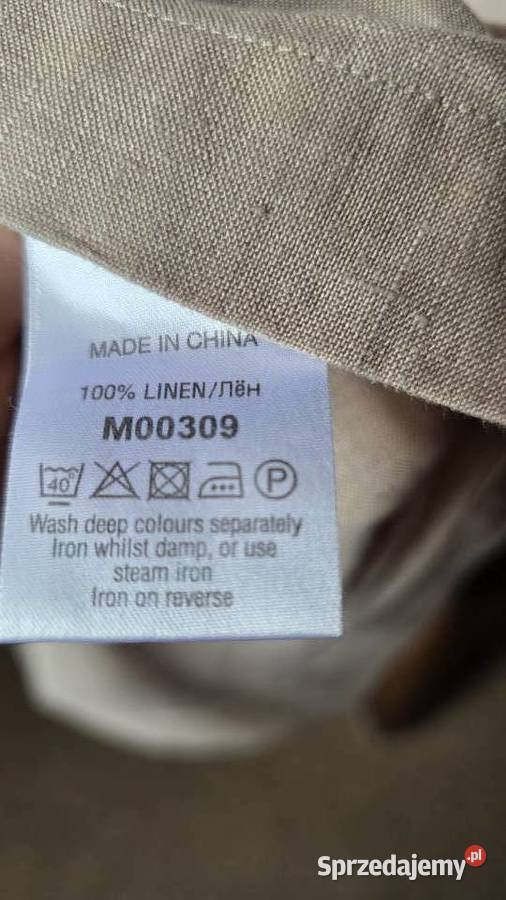 MADE IN CHINA
100% LINEN/Лён
M00309
40° P
Wash deep colours separately
Iron whilst damp, or use
steam iron
Iron on reverse
Sprzedajemy.pl